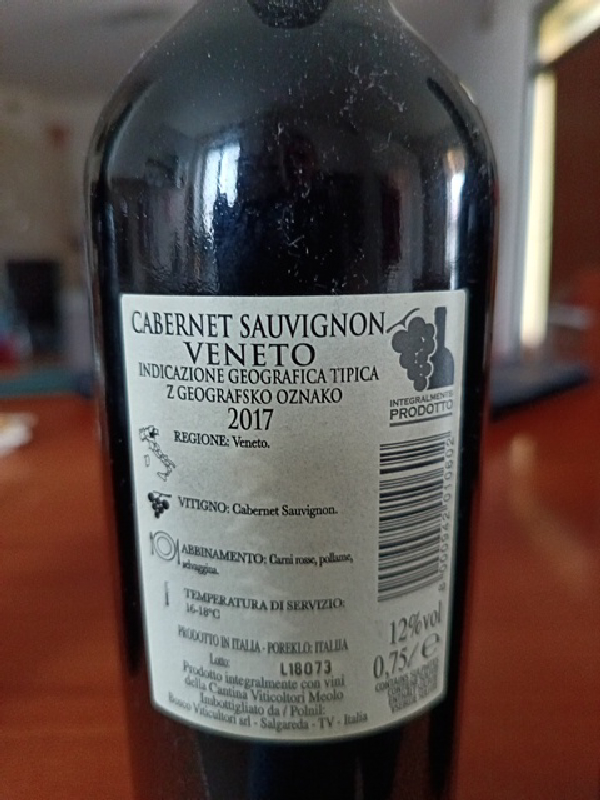 CABERNET SAUVIGNON
VENETO
INDICAZIONE GEOGRAFICA TIPICA
Z GEOGRAFSKO OZNAKO
2017
INTEGRALMENTE
PRODOTTO
REGIONE: Veneto.
VITIGNO: Cabernet Sauvignon.
ABBINAMENTO: Carni rosse, pollame,
selvaggina.
TEMPERATURA DI SERVIZIO:
16-18°C
PRODOTTO IN ITALIA - POREKLO: ITALIJA
Lotto: L18073
Prodotto integralmente con vini
della Cantina Viticoltori Meolo
Imbottigliato da / Polnil:
Bosco Viticoltori srl - Salgareda - TV - Italia
12%vol
0,75l e